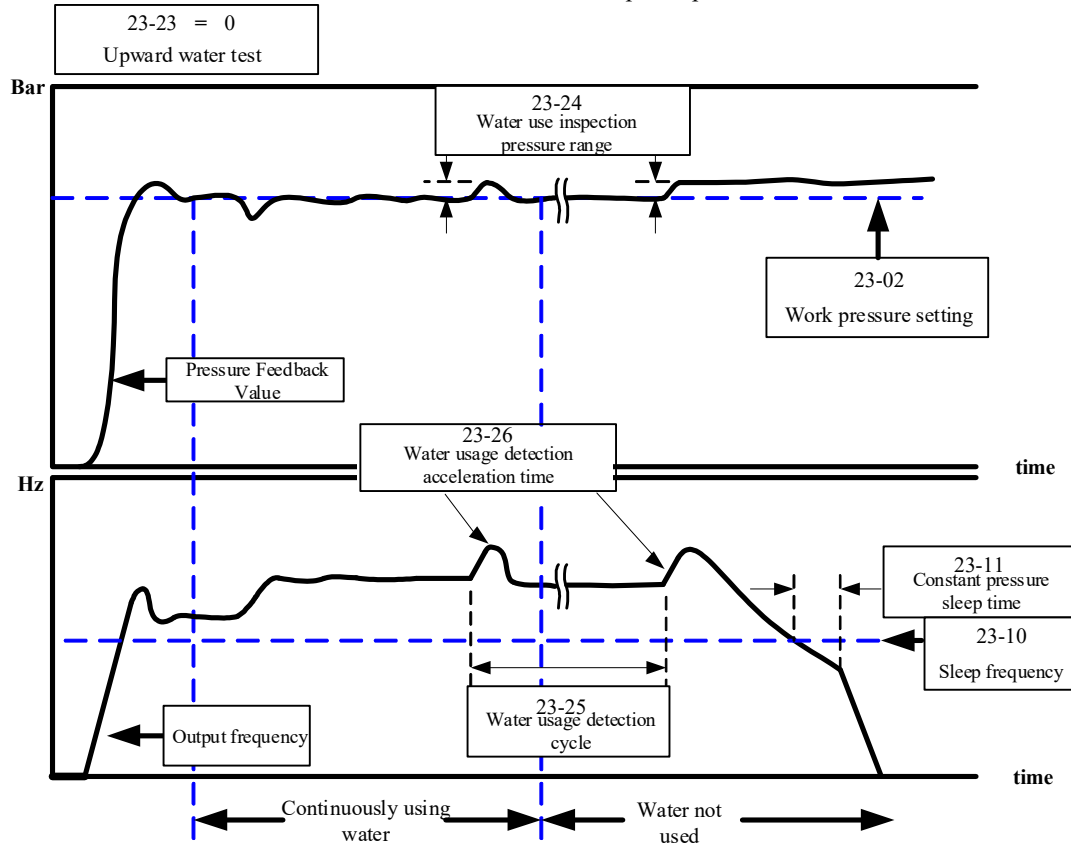 23-23 = 0
Upward water test
Bar
23-24
Water use inspection
pressure range
23-02
Work pressure setting
Pressure Feedback
Value
time
23-26
Water usage detection
acceleration time
Hz
23-11
Constant pressure
sleep time
23-10
Sleep frequency
23-25
Water usage detection
cycle
Output frequency
time
Continuously using
water
Water not
used